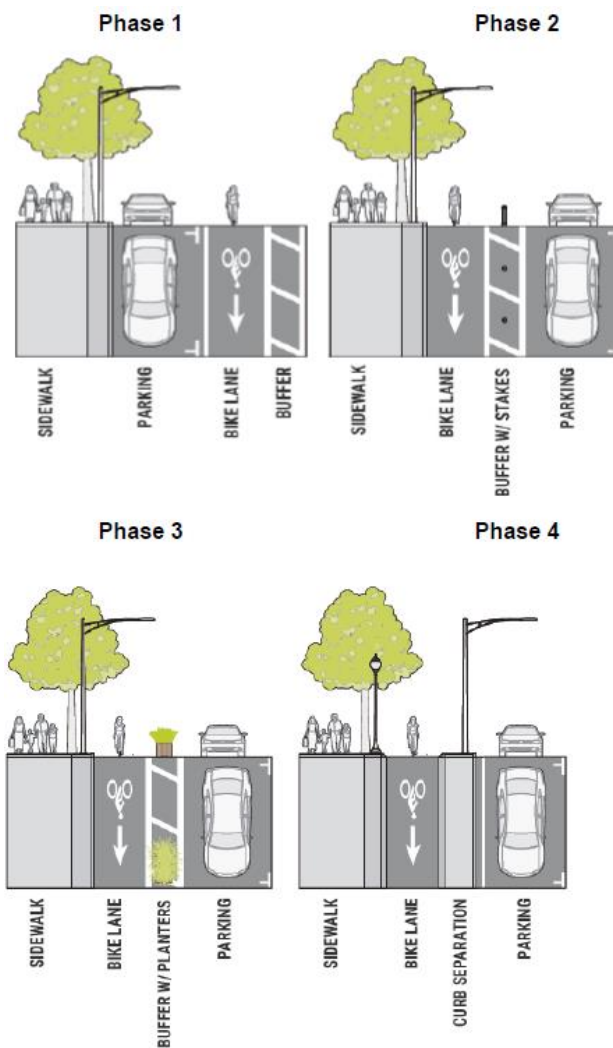 Phase 1
Phase 2
SIDEWALK
PARKING
BIKE LANE
BUFFER
SIDEWALK
BIKE LANE
BUFFER W/ STAKES
PARKING
Phase 3
Phase 4
SIDEWALK
BIKE LANE
BUFFER W/ PLANTERS
PARKING
SIDEWALK
BIKE LANE
CURB SEPARATION
PARKING